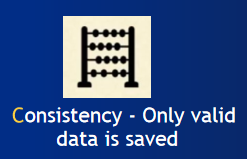 Consistency - Only valid
data is saved